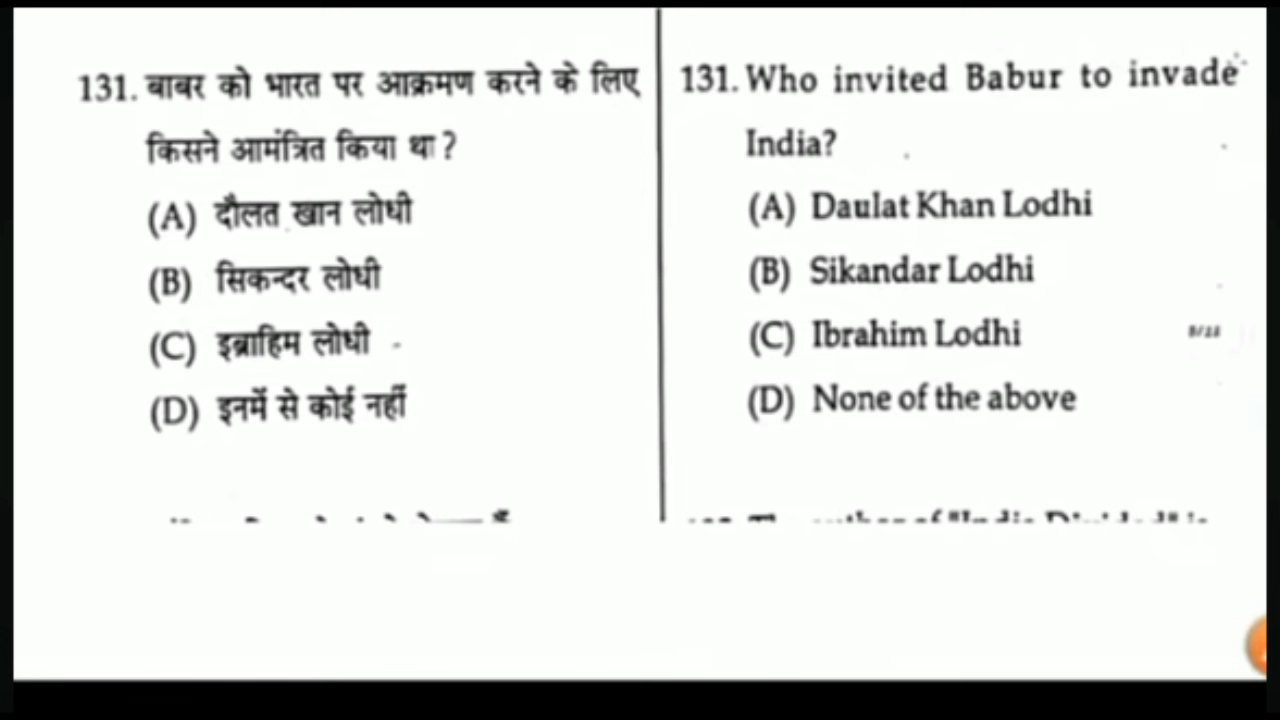 131. बाबर को भारत पर आक्रमण करने के लिए
किसने आमंत्रित किया था?
(A) दौलत खान लोधी
(B) सिकन्दर लोधी
(C) इब्राहिम लोधी
(D) इनमें से कोई नहीं
131. Who invited Babur to invade
India?
(A) Daulat Khan Lodhi
(B) Sikandar Lodhi
(C) Ibrahim Lodhi
(D) None of the above